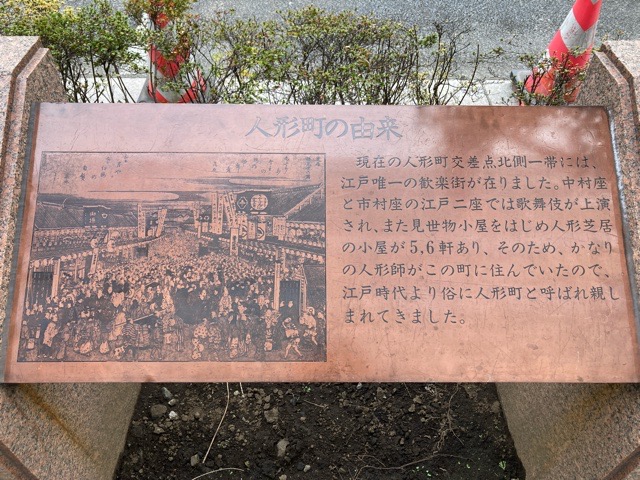 人形町の由来
現在の人形町交差点北側一帯には、
江戸唯一の歓楽街が在りました。中村座
と市村座の江戸二座では歌舞伎が上演
され、また見世物小屋をはじめ人形芝居
の小屋が5,6軒あり、そのため、かなり
の人形師がこの町に住んでいたので、
江戸時代より俗に人形町と呼ばれ親し
まれてきました。